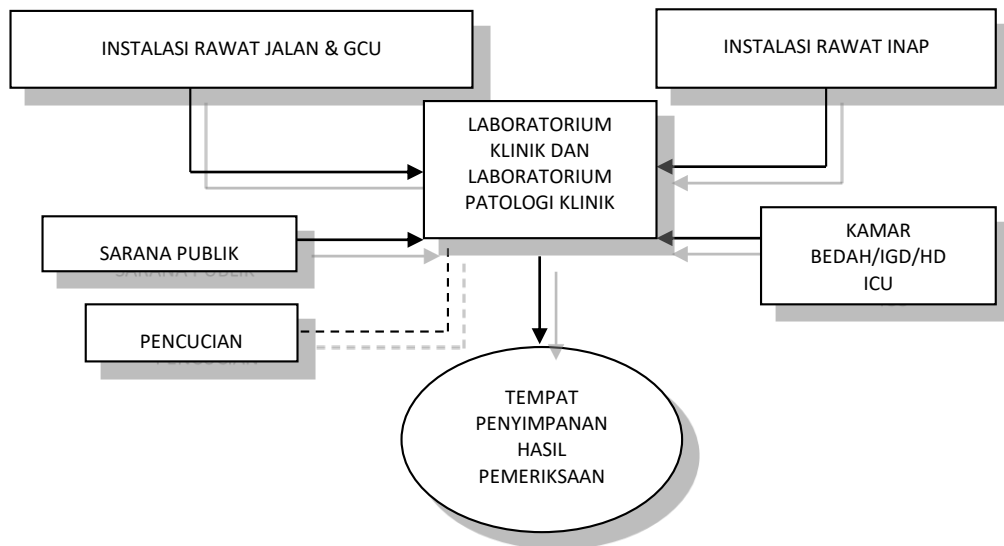 INSTALASI RAWAT JALAN & GCU
INSTALASI RAWAT INAP
LABORATORIUM
KLINIK DAN
LABORATORIUM
PATOLOGI KLINIK
SARANA PUBLIK
KAMAR
BEDAH/IGD/HD
ICU
PENCUCIAN
TEMPAT
PENYIMPANAN
HASIL
PEMERIKSAAN